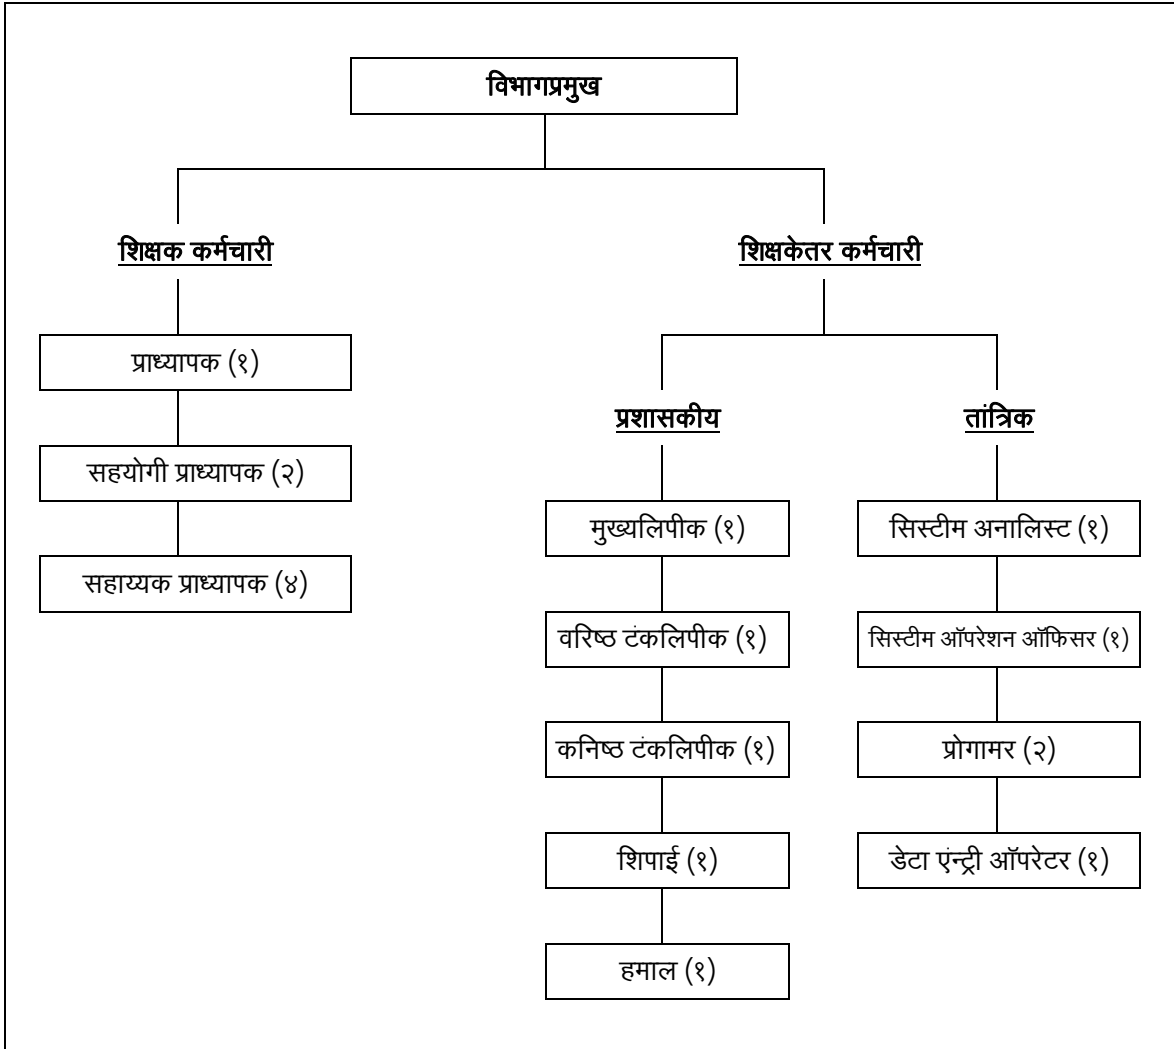 विभागप्रमुख
शिक्षक कर्मचारी
प्राध्यापक (१)
सहयोगी प्राध्यापक (२)
सहाय्यक प्राध्यापक (४)
शिक्षकेतर कर्मचारी
प्रशासकीय
मुख्यलिपीक (१)
वरिष्ठ टंकलिपीक (१)
कनिष्ठ टंकलिपीक (१)
शिपाई (१)
हमाल (१)
तांत्रिक
सिस्टीम अनालिस्ट (१)
सिस्टीम ऑपरेशन ऑफिसर (१)
प्रोगामर (२)
डेटा एंन्ट्री ऑपरेटर (१)